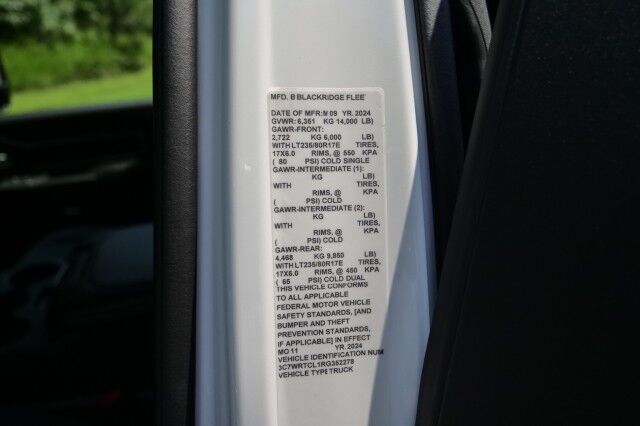 MFD. B BLACKRIDGE FLEE
DATE OF MFR: M 09 YR. 2024
GVWR: 6,351 KG 14,000 LB)
GAWR-FRONT:
2,722 KG 6,000 LB)
WITH LT235/80R17E TIRES,
17X6.0 RIMS, @ 550 KPA
( 80 PSI) COLD SINGLE
GAWR-INTERMEDIATE (1):
KG LB)
WITH TIRES,
RIMS, @ KPA
( PSI) COLD
GAWR-INTERMEDIATE (2):
KG LB)
WITH TIRES,
RIMS, @ KPA
( PSI) COLD
GAWR-REAR:
4,468 KG 9,850 LB)
WITH LT235/80R17E TIRES,
17X6.0 RIMS, @ 450 KPA
( 65 PSI) COLD DUAL
THIS VEHICLE CONFORMS
TO ALL APPLICABLE
FEDERAL MOTOR VEHICLE
SAFETY STANDARDS, [AND
BUMPER AND THEFT
PREVENTION STANDARDS,
IF APPLICABLE] IN EFFECT
MO 11 YR. 2024
VEHICLE IDENTIFICATION NUM
3C7WRTCL1RG352278
VEHICLE TYPE TRUCK